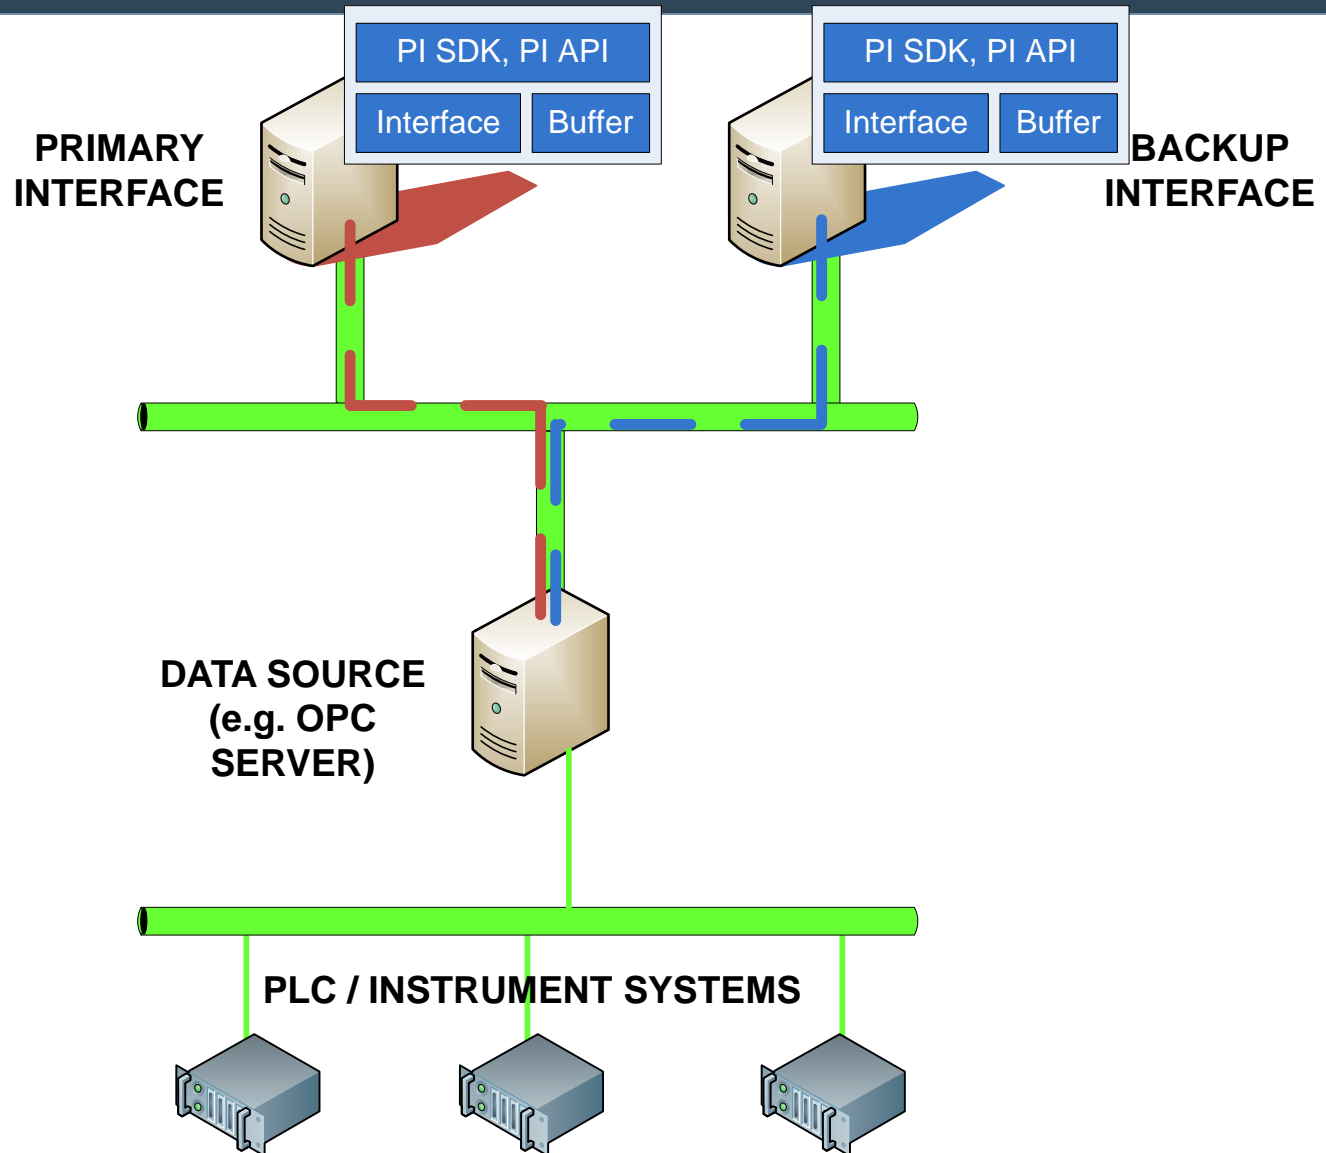 PI SDK, PI API
Interface
Buffer
PI SDK, PI API
Interface
Buffer
PRIMARY
INTERFACE
BACKUP
INTERFACE
DATA SOURCE
(e.g. OPC
SERVER)
PLC / INSTRUMENT SYSTEMS